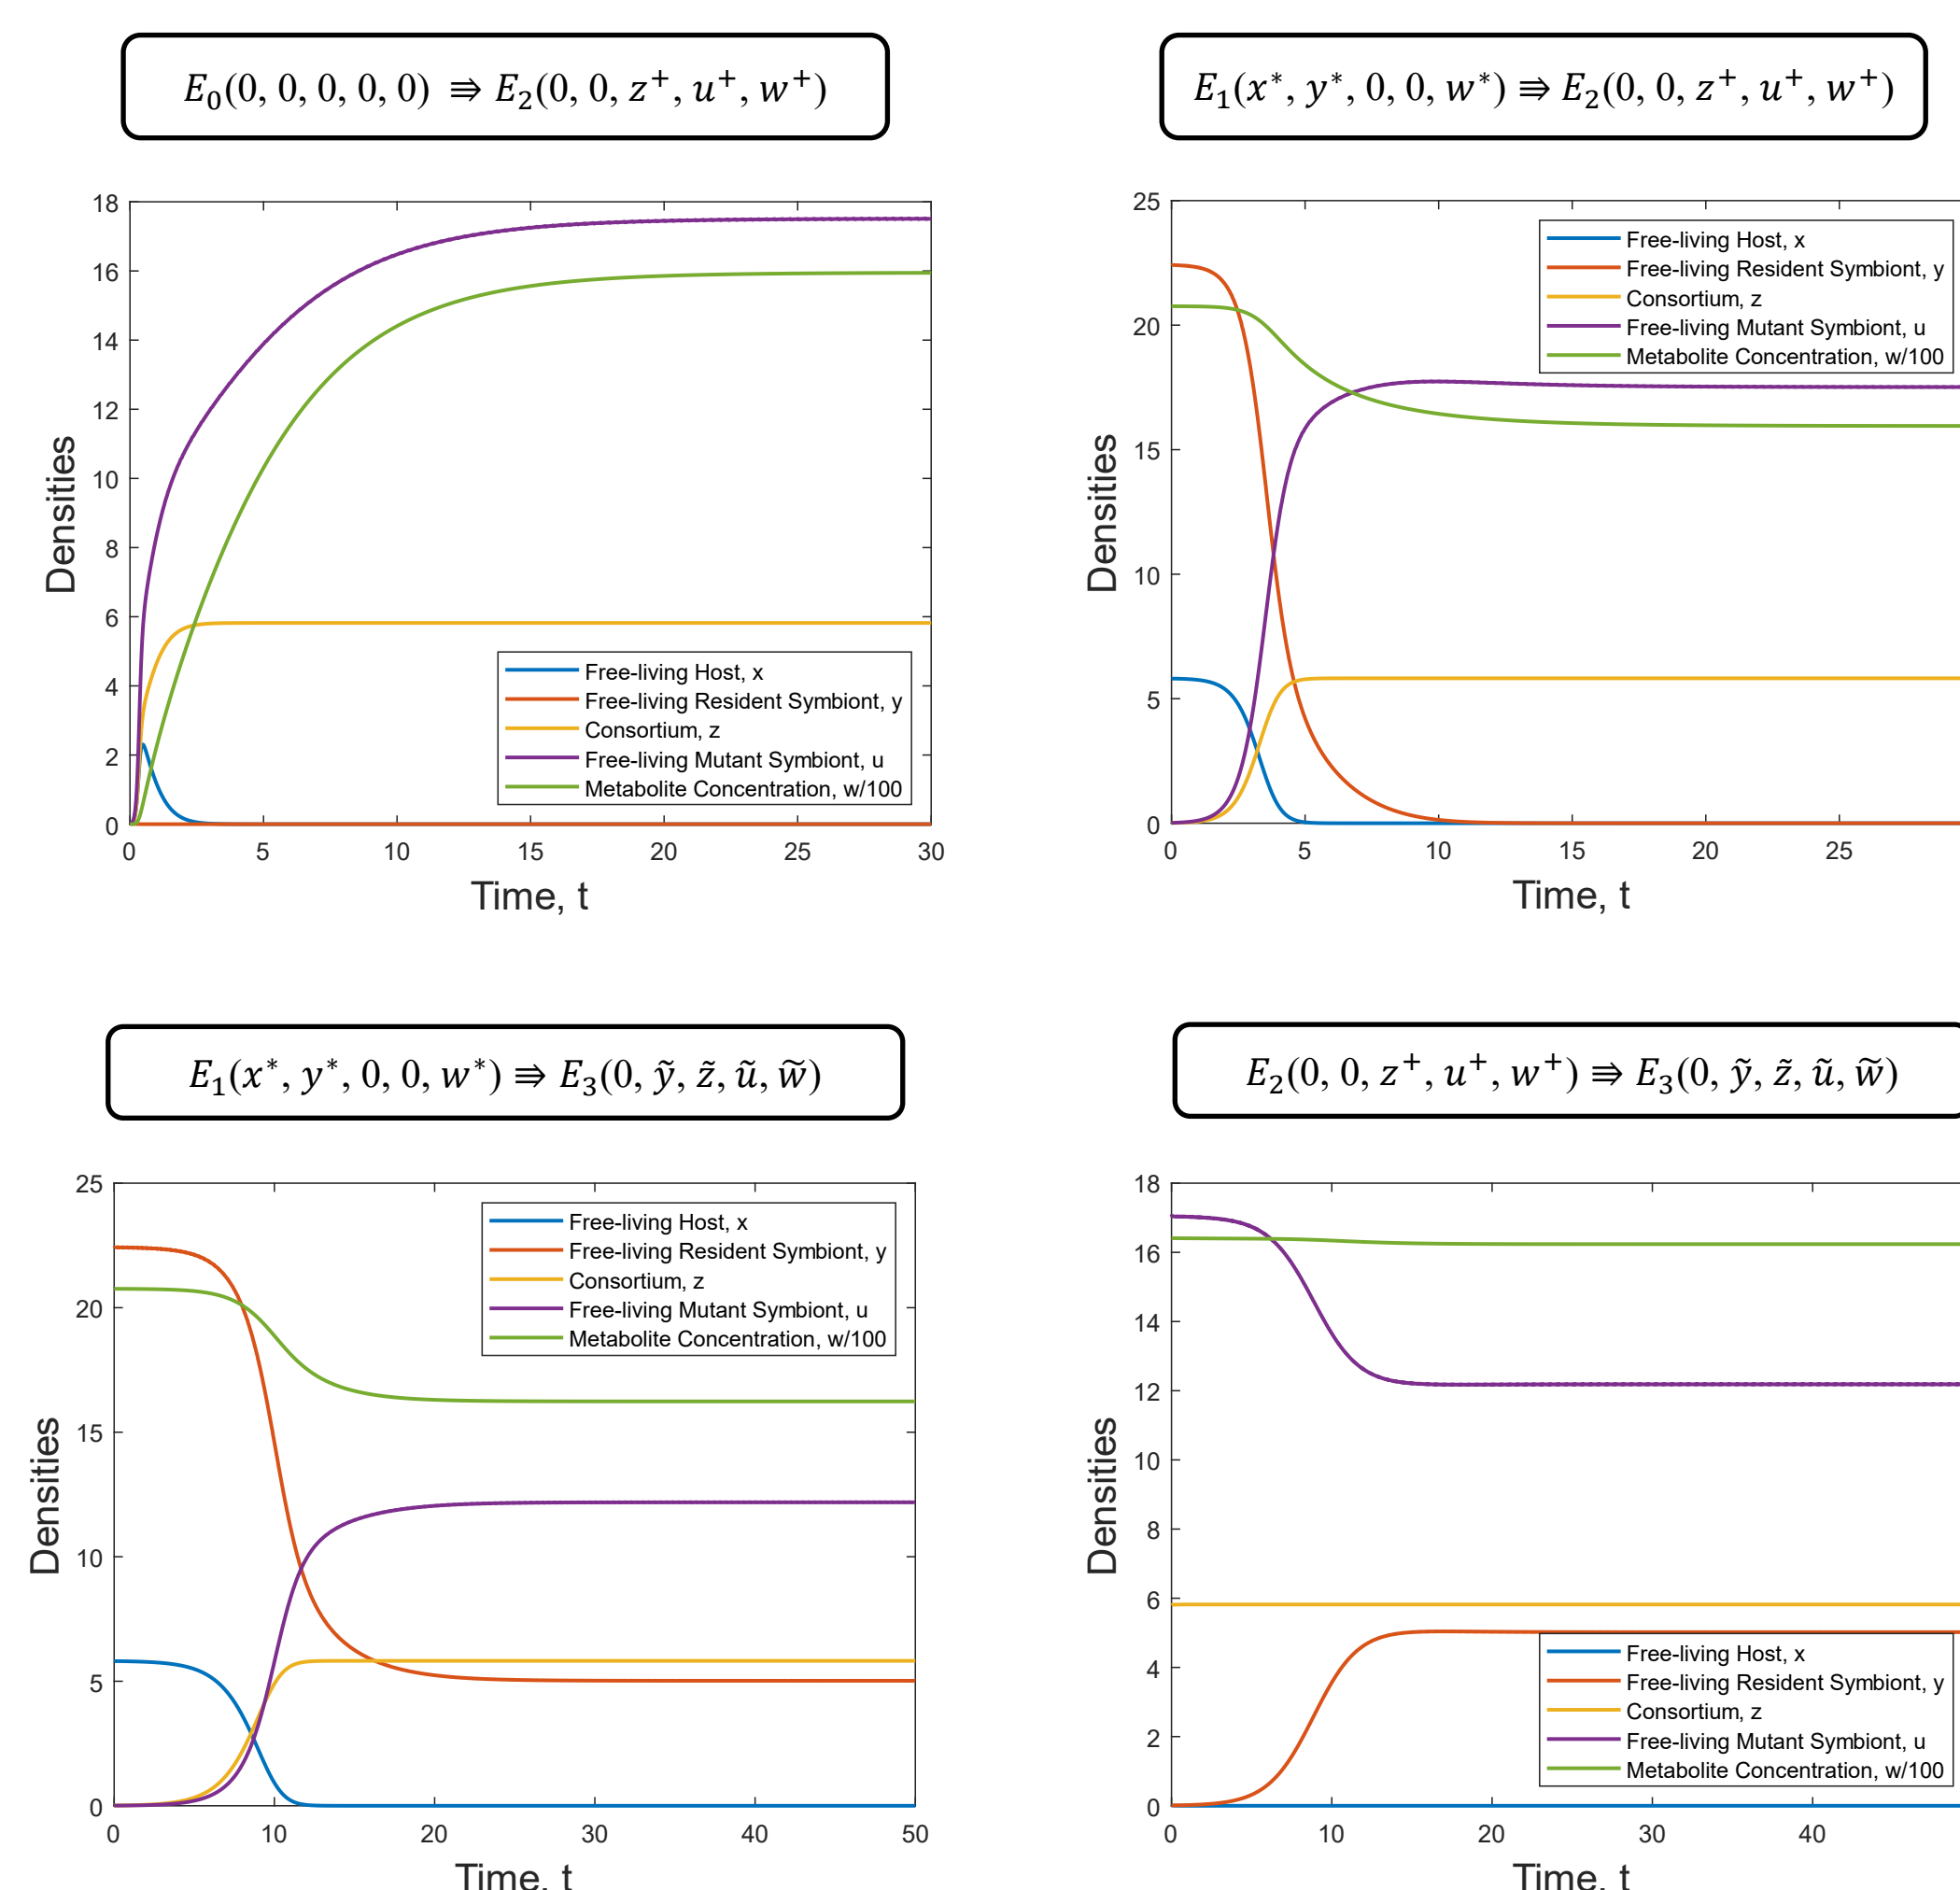 E₀(0, 0, 0, 0, 0) ⇛ E₂(0, 0, z⁺, u⁺, w⁺)
18
16
14
12
10
8
6
4
2
0
Densities
Free-living Host, x
Free-living Resident Symbiont, y
Consortium, z
Free-living Mutant Symbiont, u
Metabolite Concentration, w/100
0 5 10 15 20 25 30
Time, t
E₁(x*, y*, 0, 0, w*) ⇛ E₂(0, 0, z⁺, u⁺, w⁺)
25
20
15
10
5
0
Densities
Free-living Host, x
Free-living Resident Symbiont, y
Consortium, z
Free-living Mutant Symbiont, u
Metabolite Concentration, w/100
0 5 10 15 20 25
Time, t
E₁(x*, y*, 0, 0, w*) ⇛ E₃(0, ỹ, z̃, ũ, w̃)
25
20
15
10
5
0
Densities
Free-living Host, x
Free-living Resident Symbiont, y
Consortium, z
Free-living Mutant Symbiont, u
Metabolite Concentration, w/100
0 10 20 30 40 50
Time, t
E₂(0, 0, z⁺, u⁺, w⁺) ⇛ E₃(0, ỹ, z̃, ũ, w̃)
18
16
14
12
10
8
6
4
2
0
Densities
Free-living Host, x
Free-living Resident Symbiont, y
Consortium, z
Free-living Mutant Symbiont, u
Metabolite Concentration, w/100
0 10 20 30 40
Time, t